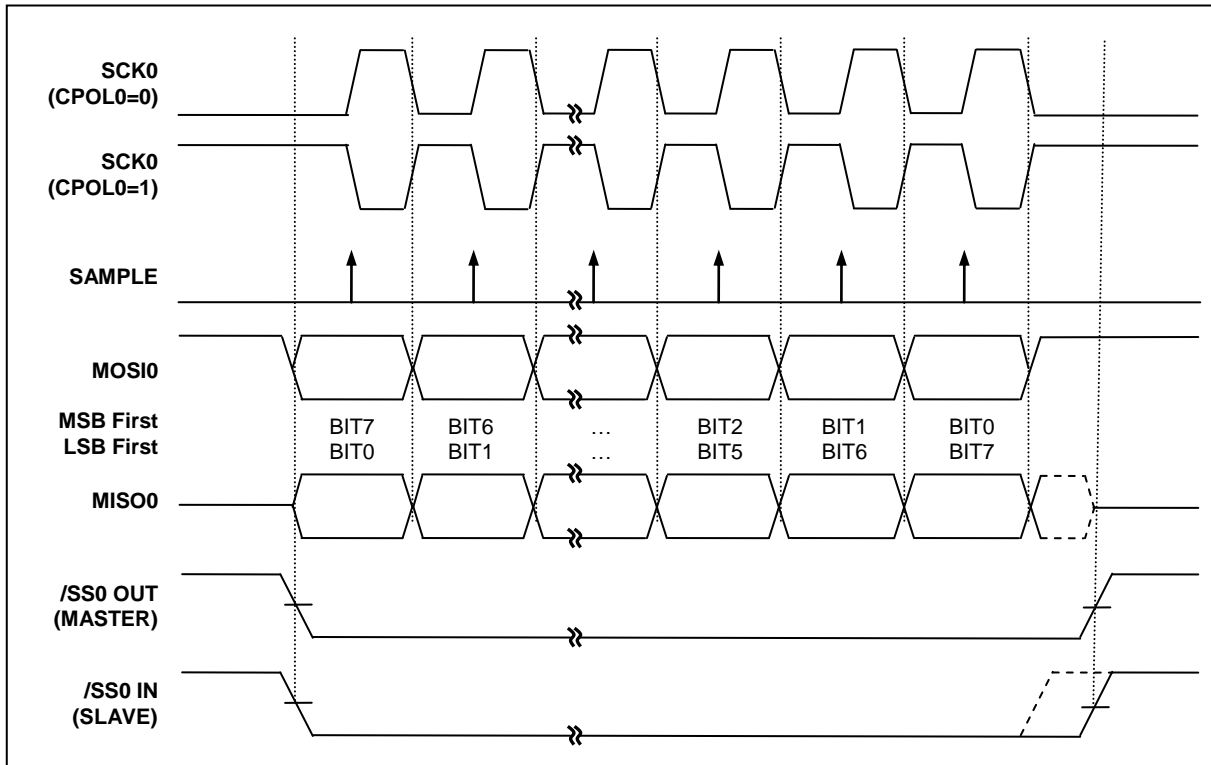 SCK0
(CPOL0=0)
SCK0
(CPOL0=1)
SAMPLE
MOSI0
MSB First BIT7 BIT6 … BIT2 BIT1 BIT0
LSB First BIT0 BIT1 … BIT5 BIT6 BIT7
MISO0
/SS0 OUT
(MASTER)
/SS0 IN
(SLAVE)